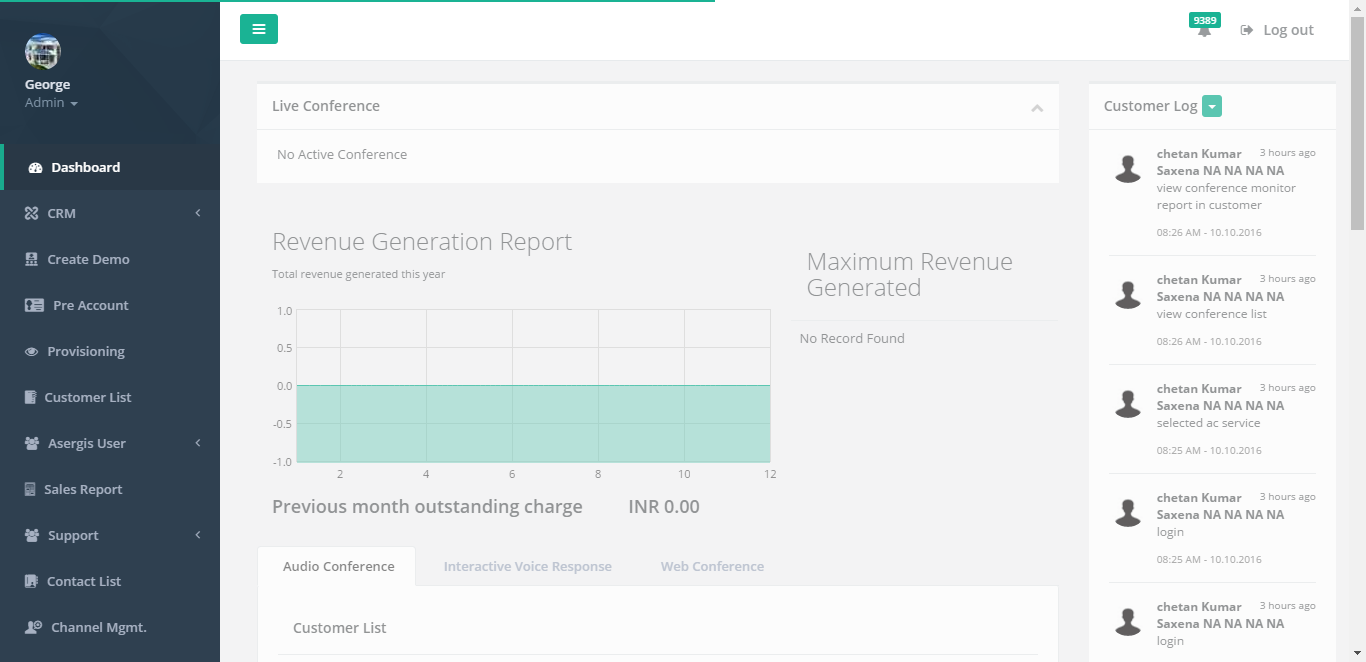 George
Admin
Dashboard
CRM
Create Demo
Pre Account
Provisioning
Customer List
Asergis User
Sales Report
Support
Contact List
Channel Mgmt.
9389
Log out
Live Conference
No Active Conference
Revenue Generation Report
Total revenue generated this year
1.0
0.5
0.0
-0.5
-1.0
2 4 6 8 10 12
Maximum Revenue
Generated
No Record Found
Previous month outstanding charge INR 0.00
Audio Conference Interactive Voice Response Web Conference
Customer List
Customer Log
chetan Kumar 3 hours ago
Saxena NA NA NA NA
view conference monitor
report in customer
08:26 AM - 10.10.2016
chetan Kumar 3 hours ago
Saxena NA NA NA NA
view conference list
08:26 AM - 10.10.2016
chetan Kumar 3 hours ago
Saxena NA NA NA NA
selected ac service
08:25 AM - 10.10.2016
chetan Kumar 3 hours ago
Saxena NA NA NA NA
login
08:25 AM - 10.10.2016
chetan Kumar 3 hours ago
Saxena NA NA NA NA
login